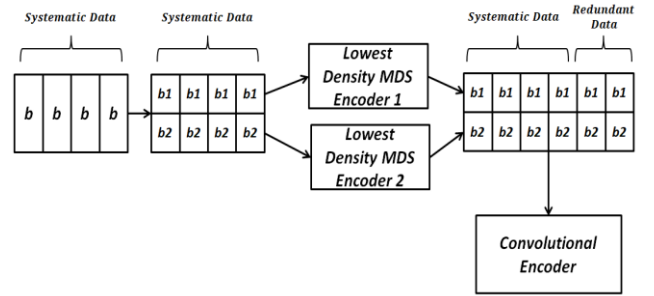 Systematic Data
Systematic Data
Systematic Data
Redundant
Data
b b b b
b1 b1 b1 b1
b2 b2 b2 b2
Lowest
Density MDS
Encoder 1
Lowest
Density MDS
Encoder 2
b1 b1 b1 b1 b1 b1
b2 b2 b2 b2 b2 b2
Convolutional
Encoder